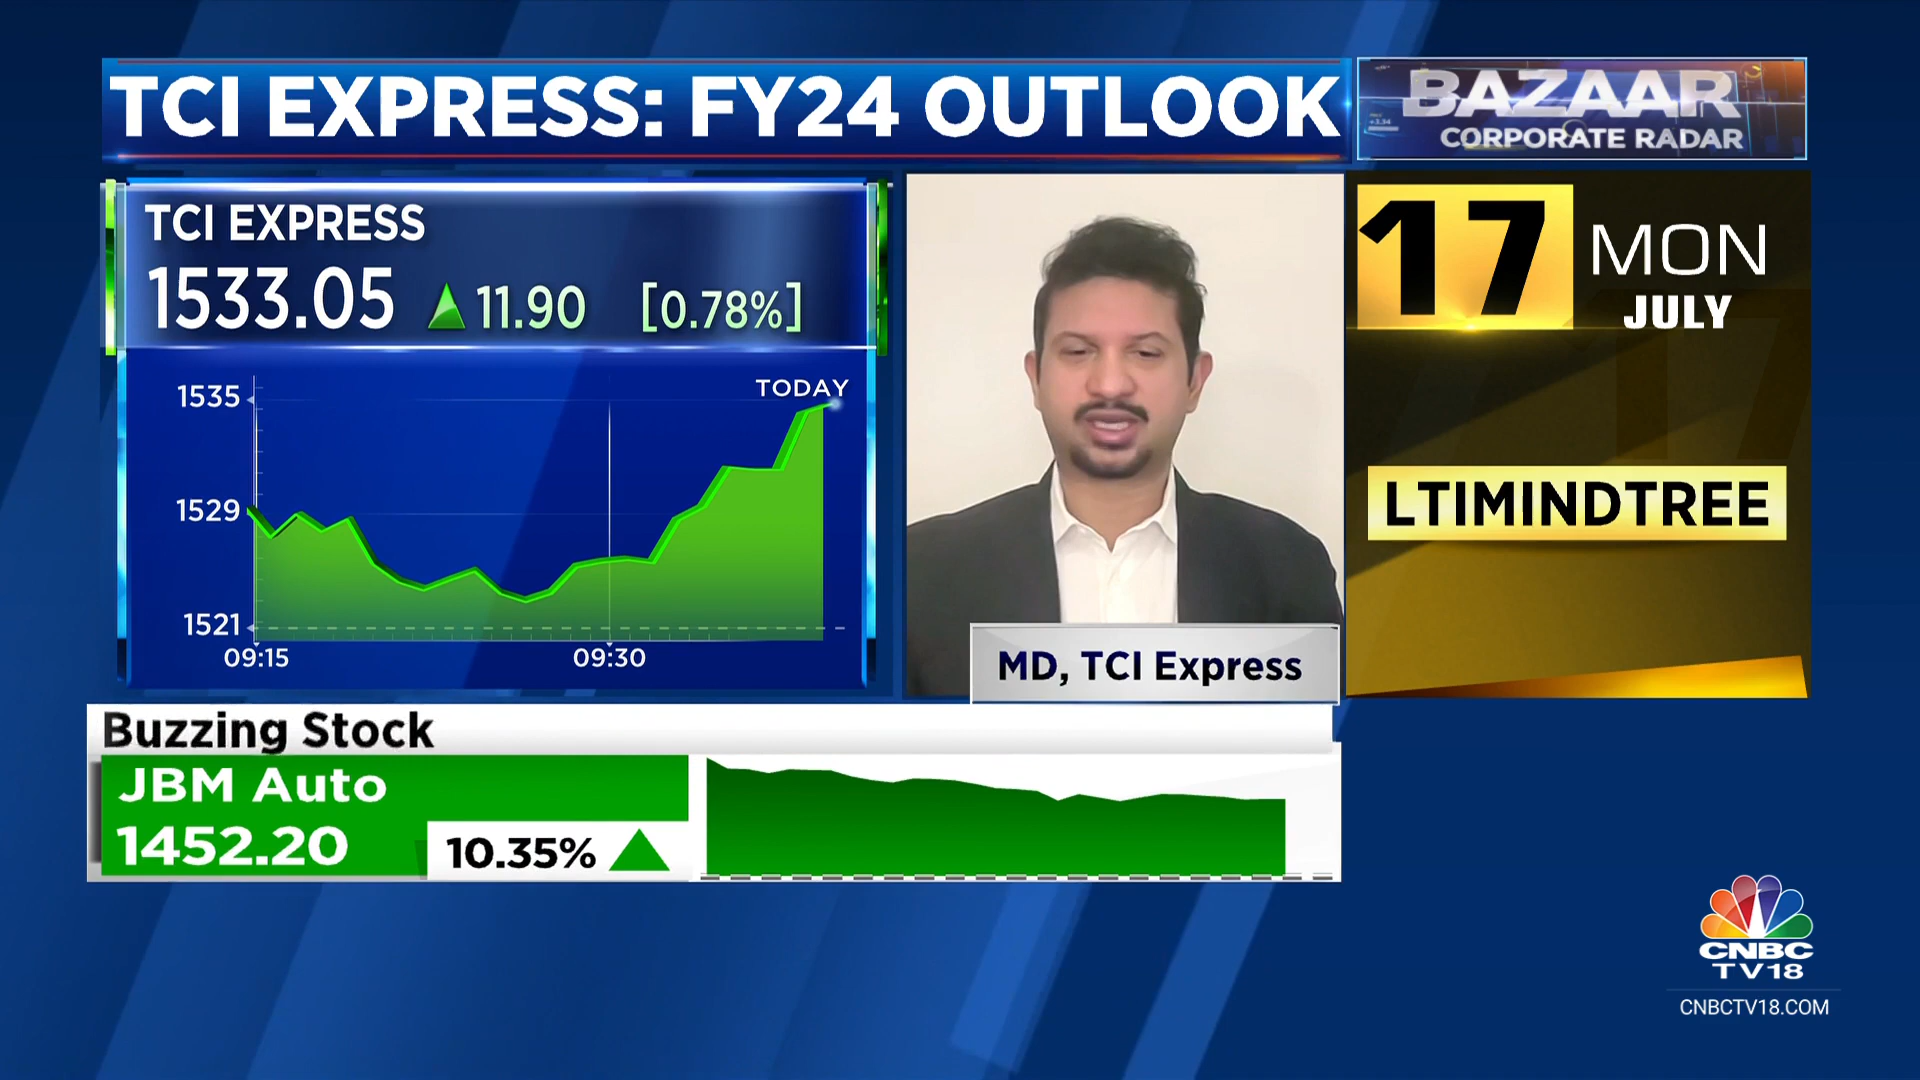 TCI EXPRESS: FY24 OUTLOOK
BAZAAR
CORPORATE RADAR
TCI EXPRESS
1533.05 ▲ 11.90 [0.78%]
TODAY
1535
1529
1521
09:15 09:30
MD, TCI Express
17 MON
JULY
LTIMINDTREE
Buzzing Stock
JBM Auto
1452.20 10.35% ▲
CNBC
TV18
CNBCTV18.COM